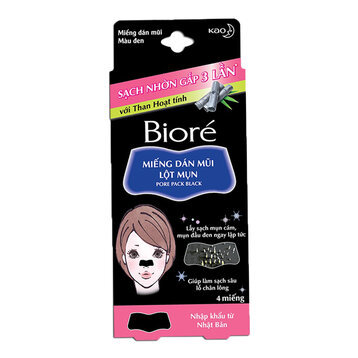 Miếng dán mũi
Màu đen
Kao
SẠCH NHỜN GẤP 3 LẦN*
với Than Hoạt tính
Bioré
MIẾNG DÁN MŨI
LỘT MỤN
PORE PACK BLACK
Lấy sạch mụn cám,
mụn đầu đen ngay lập tức
Giúp làm sạch sâu
lỗ chân lông
4 miếng
Nhập khẩu từ
Nhật Bản